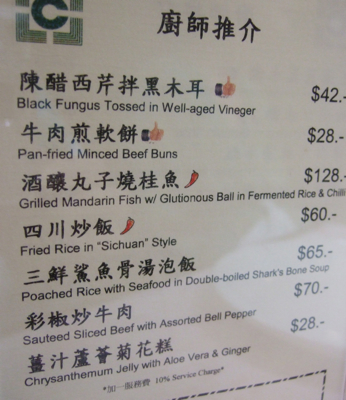 廚師推介
陳醋西芹拌黑木耳 $42.-
Black Fungus Tossed in Well-aged Vineger
牛肉煎軟餅 $28.-
Pan-fried Minced Beef Buns
酒釀丸子燒桂魚 $128.-
Grilled Mandarin Fish w/ Glutionous Ball in Fermented Rice & Chilli
四川炒飯 $60.-
Fried Rice in "Sichuan" Style
三鮮鯊魚骨湯泡飯 $65.-
Poached Rice with Seafood in Double-boiled Shark's Bone Soup
彩椒炒牛肉 $70.-
Sauteed Sliced Beef with Assorted Bell Pepper
薑汁蘆薈菊花糕 $28.-
Chrysanthemum Jelly with Aloe Vera & Ginger
*加一服務費 10% Service Charge*